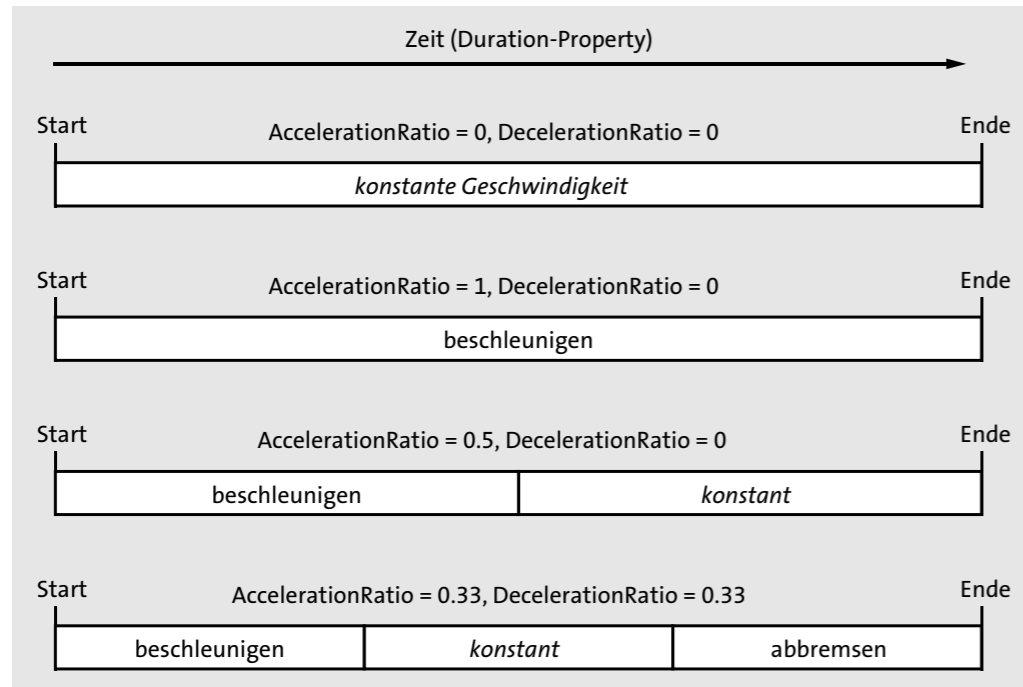 Zeit (Duration-Property)
Start AccelerationRatio = 0, DecelerationRatio = 0 Ende
konstante Geschwindigkeit
Start AccelerationRatio = 1, DecelerationRatio = 0 Ende
beschleunigen
Start AccelerationRatio = 0.5, DecelerationRatio = 0 Ende
beschleunigen konstant
Start AccelerationRatio = 0.33, DecelerationRatio = 0.33 Ende
beschleunigen konstant abbremsen